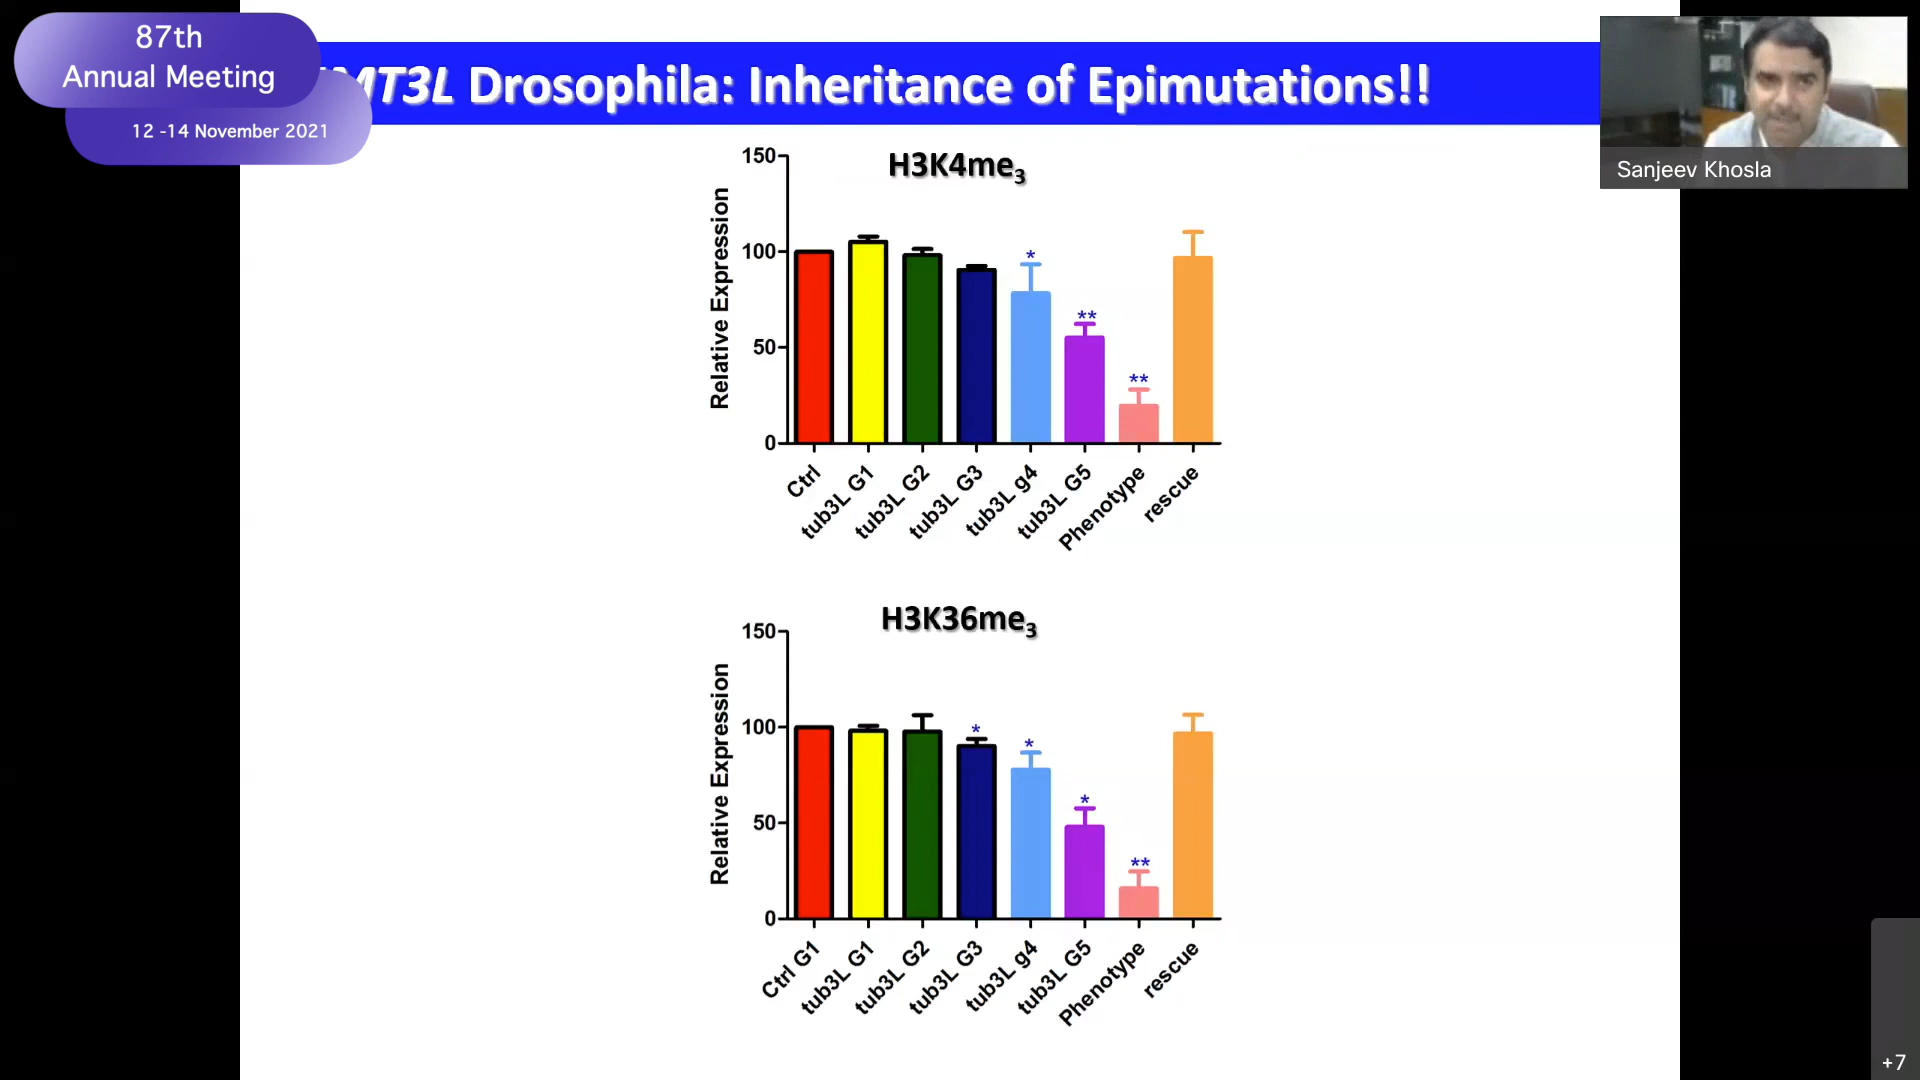 87th
Annual Meeting
12 -14 November 2021
MT3L Drosophila: Inheritance of Epimutations!!
Sanjeev Khosla
H3K4me3
Relative Expression
150
100
50
0
*
**
**
Ctrl
tub3L G1
tub3L G2
tub3L G3
tub3L g4
tub3L G5
Phenotype
rescue
H3K36me3
Relative Expression
150
100
50
0
*
*
*
**
Ctrl G1
tub3L G1
tub3L G2
tub3L G3
tub3L g4
tub3L G5
Phenotype
rescue
+7